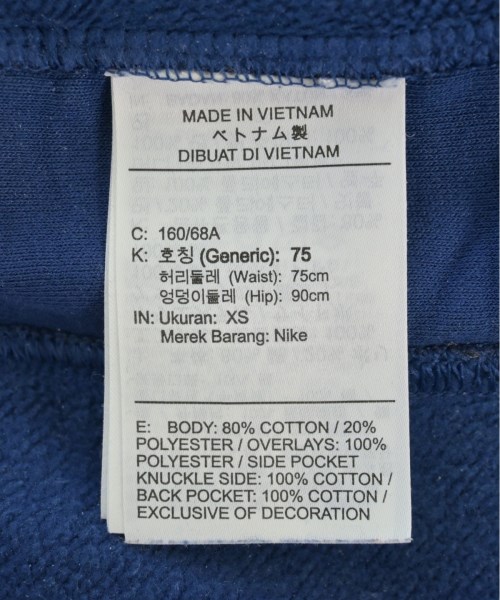 MADE IN VIETNAM
ベトナム製
DIBUAT DI VIETNAM
C: 160/68A
K: 호칭 (Generic): 75
허리둘레 (Waist): 75cm
엉덩이둘레 (Hip): 90cm
IN: Ukuran: XS
Merek Barang: Nike
E: BODY: 80% COTTON / 20%
POLYESTER / OVERLAYS: 100%
POLYESTER / SIDE POCKET
KNUCKLE SIDE: 100% COTTON /
BACK POCKET: 100% COTTON /
EXCLUSIVE OF DECORATION